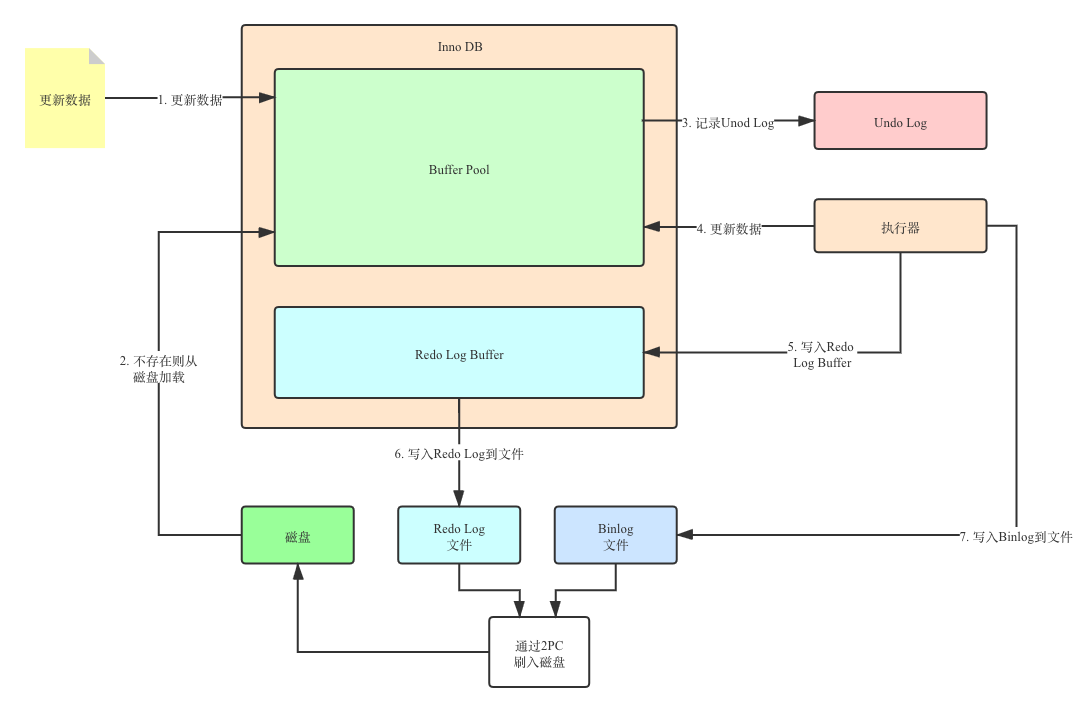 Inno DB
更新数据
1. 更新数据
Buffer Pool
3. 记录Unod Log
Undo Log
4. 更新数据
执行器
2. 不存在则从
磁盘加载
Redo Log Buffer
5. 写入Redo
Log Buffer
6. 写入Redo Log到文件
磁盘
Redo Log
文件
Binlog
文件
7. 写入Binlog到文件
通过2PC
刷入磁盘